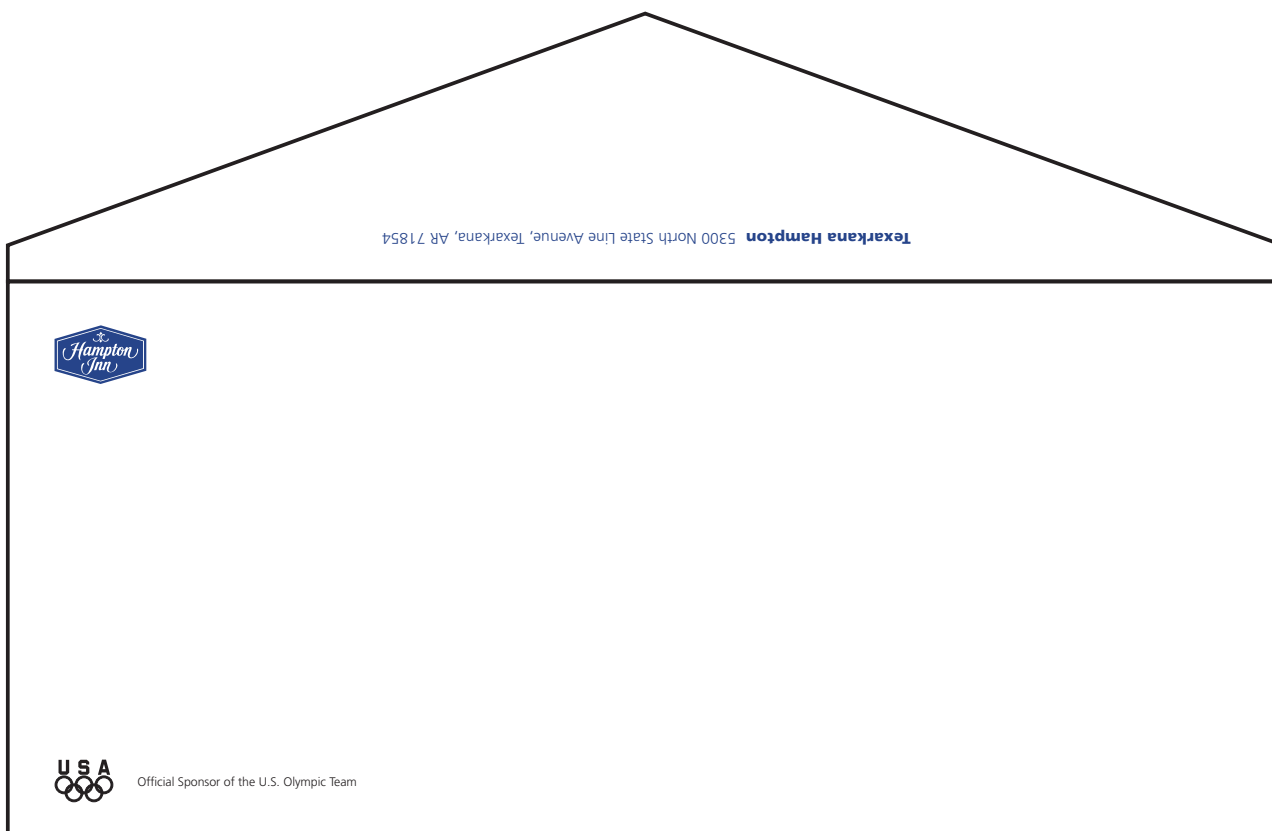 Texarkana Hampton 5300 North State Line Avenue, Texarkana, AR 71854
Hampton
Inn
USA
Official Sponsor of the U.S. Olympic Team